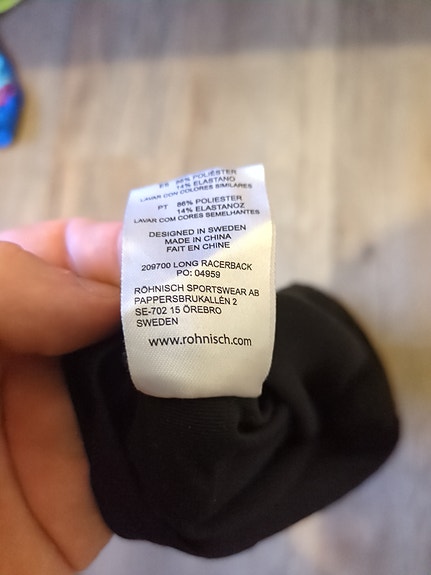 ES 86% POLIÉSTER
14% ELASTANO
LAVAR CON COLORES SIMILARES
PT 86% POLIESTER
14% ELASTANOZ
LAVAR COM CORES SEMELHANTES
DESIGNED IN SWEDEN
MADE IN CHINA
FAIT EN CHINE
209700 LONG RACERBACK
PO: 04959
RÖHNISCH SPORTSWEAR AB
PAPPERSBRUKALLÉN 2
SE-702 15 ÖREBRO
SWEDEN
www.rohnisch.com